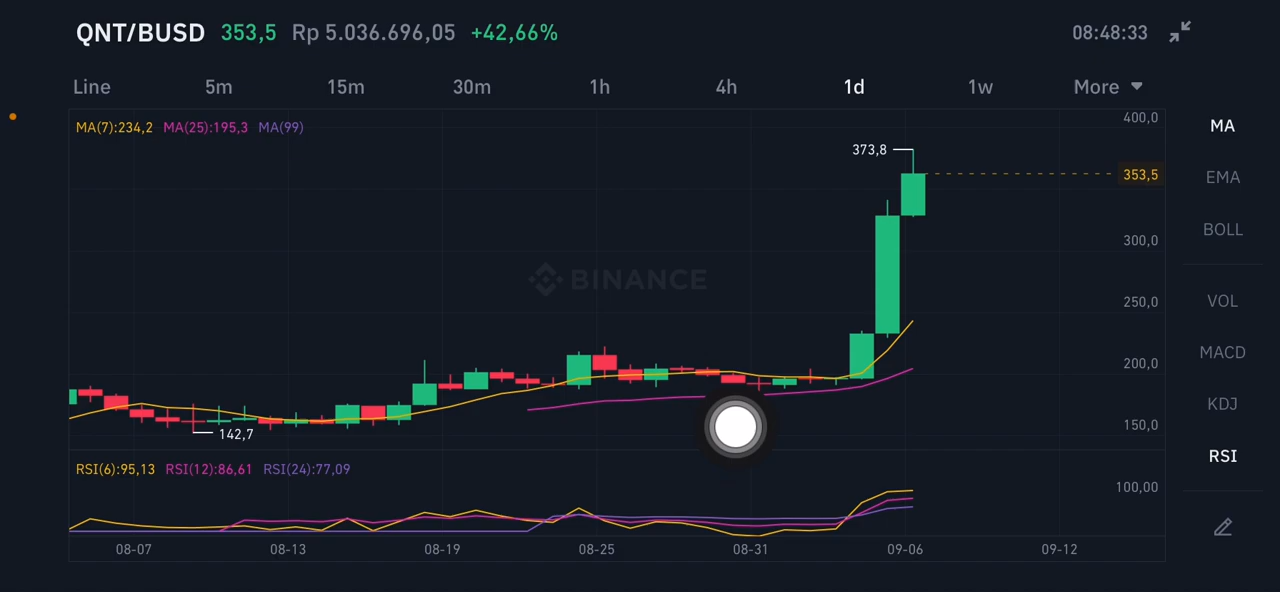 QNT/BUSD 353,5 Rp 5.036.696,05 +42,66% 08:48:33
Line 5m 15m 30m 1h 4h 1d 1w More
MA(7):234,2 MA(25):195,3 MA(99)
400,0
MA
373,8
353,5
EMA
BOLL
300,0
BINANCE
250,0
VOL
MACD
200,0
KDJ
150,0
142,7
RSI
RSI(6):95,13 RSI(12):86,61 RSI(24):77,09
100,00
08-07 08-13 08-19 08-25 08-31 09-06 09-12